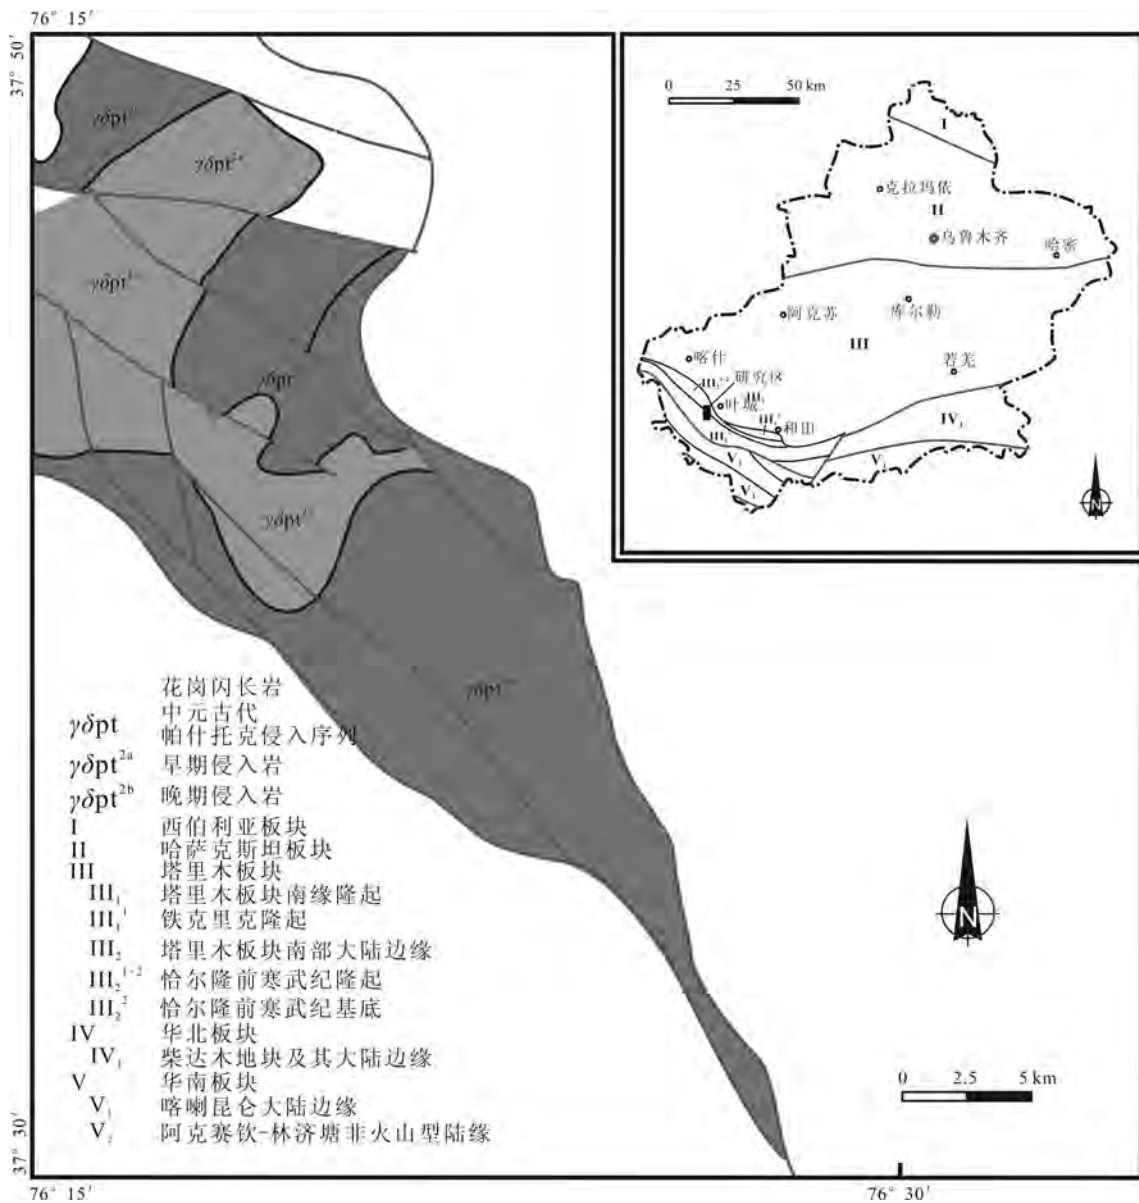 76° 15′
37° 50′
γδpt
γδpt
γδpt
γδpt
γδpt
γδpt
0 25 50 km
I
克拉玛依
II
乌鲁木齐
哈密
阿克苏
库尔勒
III
喀什
若羌
研究区
叶城
和田
IV₁
V₁
N
花岗闪长岩
中元古代
γδpt 帕什托克侵入序列
γδpt²ᵃ 早期侵入岩
γδpt²ᵇ 晚期侵入岩
I 西伯利亚板块
II 哈萨克斯坦板块
III 塔里木板块
III₁ 塔里木板块南缘隆起
III₁¹ 铁克里克隆起
III₂ 塔里木板块南部大陆边缘
III₂¹⁻² 恰尔隆前寒武纪隆起
III₂² 恰尔隆前寒武纪基底
IV 华北板块
IV₁ 柴达木地块及其大陆边缘
V 华南板块
V₁ 喀喇昆仑大陆边缘
V 阿克赛钦-林济塘非火山型陆缘
N
0 2.5 5 km
37° 30′
76° 15′
76° 30′